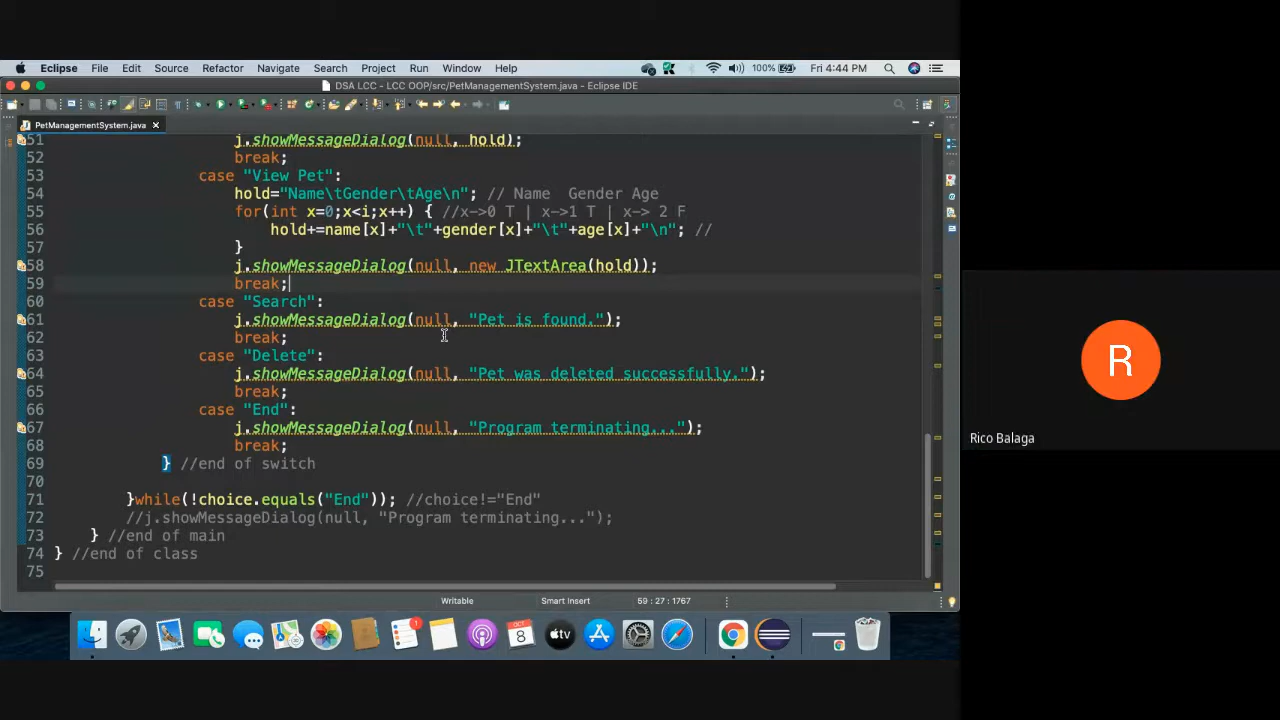 Eclipse File Edit Source Refactor Navigate Search Project Run Window Help 100% Fri 4:44 PM
DSA LCC - LCC OOP/src/PetManagementSystem.java - Eclipse IDE
PetManagementSystem.java
51 j.showMessageDialog(null, hold);
52 break;
53 case "View Pet":
54 hold="Name\tGender\tAge\n"; // Name  Gender Age
55 for(int x=0;x<i;x++) { //x->0 T | x->1 T | x-> 2 F
56 hold+=name[x]+"\t"+gender[x]+"\t"+age[x]+"\n"; //
57 }
58 j.showMessageDialog(null, new JTextArea(hold));
59 break;
60 case "Search":
61 j.showMessageDialog(null, "Pet is found.");
62 break;
63 case "Delete":
64 j.showMessageDialog(null, "Pet was deleted successfully.");
65 break;
66 case "End":
67 j.showMessageDialog(null, "Program terminating...");
68 break;
69 } //end of switch
70
71 }while(!choice.equals("End")); //choice!="End"
72 //j.showMessageDialog(null, "Program terminating...");
73 } //end of main
74 } //end of class
75
Writable Smart Insert 59 : 27 : 1767
OCT
8
1
tv
R
Rico Balaga